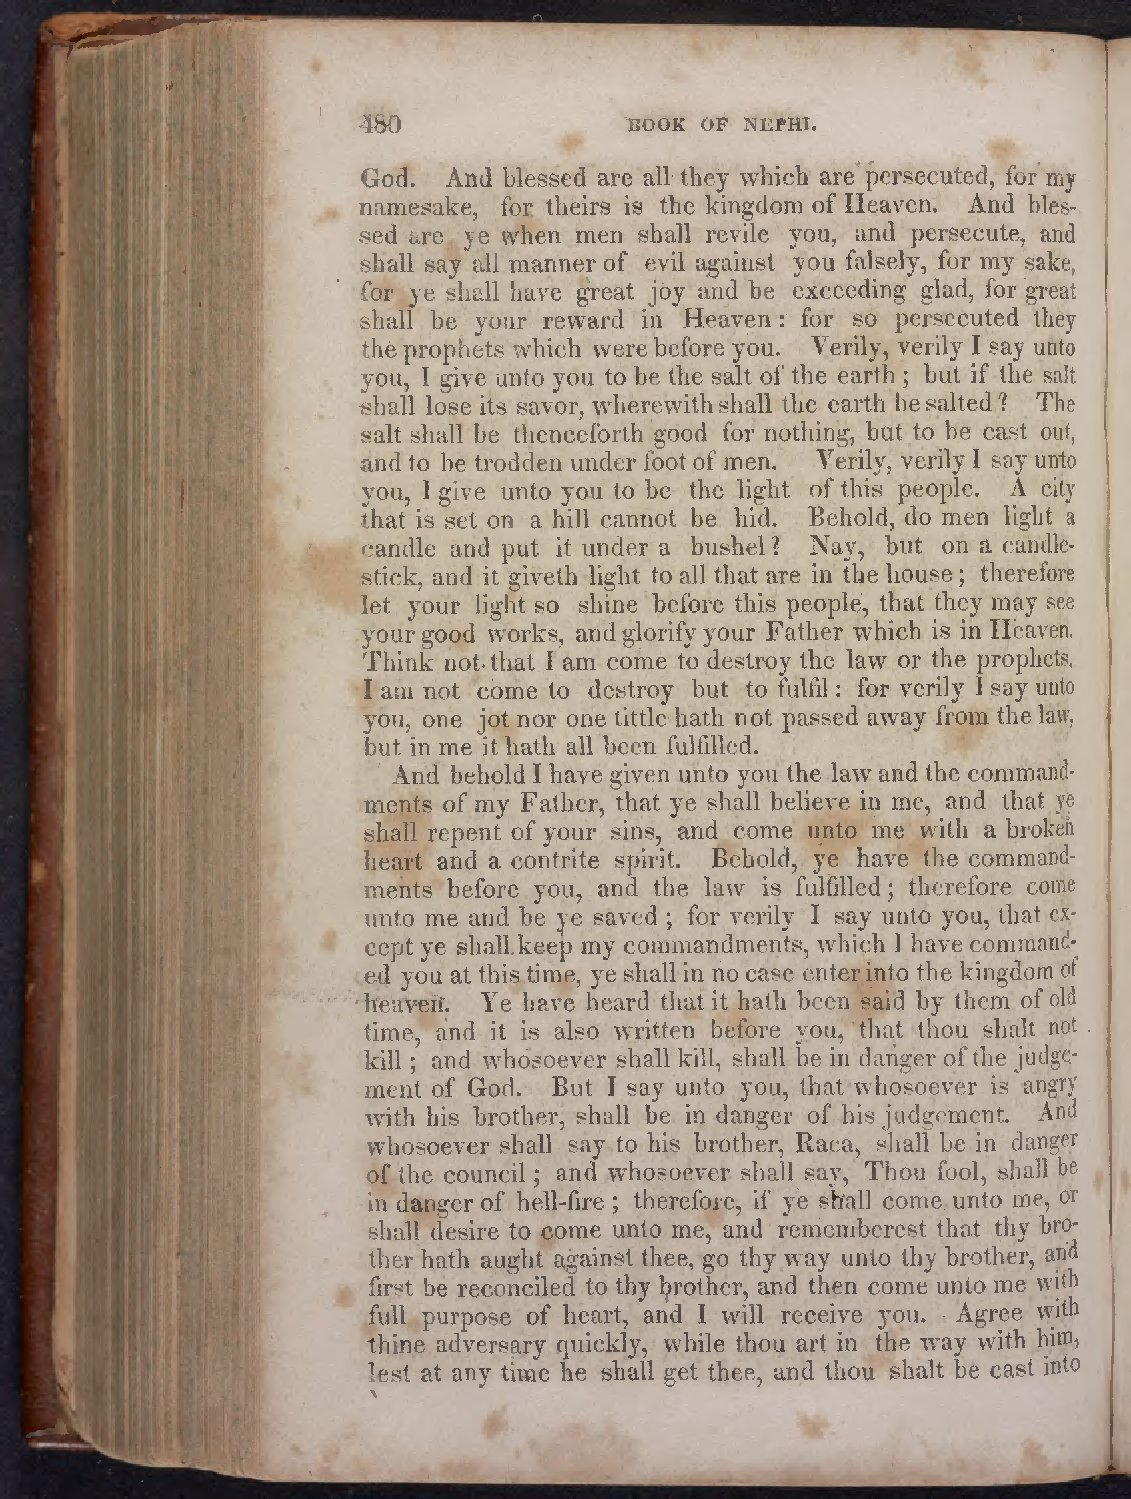 480 BOOK OF NEPHI.
God. And blessed are all they which are persecuted, for my
namesake, for theirs is the kingdom of Heaven. And bles-
sed are ye when men shall revile you, and persecute, and
shall say all manner of evil against you falsely, for my sake,
for ye shall have great joy and be exceeding glad, for great
shall be your reward in Heaven: for so persecuted they
the prophets which were before you. Verily, verily I say unto
you, I give unto you to be the salt of the earth; but if the salt
shall lose its savor, wherewith shall the earth be salted? The
salt shall be thenceforth good for nothing, but to be cast out,
and to be trodden under foot of men. Verily, verily I say unto
you, I give unto you to be the light of this people. A city
that is set on a hill cannot be hid. Behold, do men light a
candle and put it under a bushel? Nay, but on a candle-
stick, and it giveth light to all that are in the house; therefore
let your light so shine before this people, that they may see
your good works, and glorify your Father which is in Heaven.
Think not that I am come to destroy the law or the prophets.
I am not come to destroy but to fulfil: for verily I say unto
you, one jot nor one tittle hath not passed away from the law,
but in me it hath all been fulfilled.
And behold I have given unto you the law and the command-
ments of my Father, that ye shall believe in me, and that ye
shall repent of your sins, and come unto me with a broken
heart and a contrite spirit. Behold, ye have the command-
ments before you, and the law is fulfilled; therefore come
unto me and be ye saved; for verily I say unto you, that ex-
cept ye shall keep my commandments, which I have command-
ed you at this time, ye shall in no case enter into the kingdom of
heaven. Ye have heard that it hath been said by them of old
time, and it is also written before you, that thou shalt not
kill; and whosoever shall kill, shall be in danger of the judge-
ment of God. But I say unto you, that whosoever is angry
with his brother, shall be in danger of his judgement. And
whosoever shall say to his brother, Raca, shall be in danger
of the council; and whosoever shall say, Thou fool, shall be
in danger of hell-fire; therefore, if ye shall come unto me, or
shall desire to come unto me, and rememberest that thy bro-
ther hath aught against thee, go thy way unto thy brother, and
first be reconciled to thy brother, and then come unto me with
full purpose of heart, and I will receive you. Agree with
thine adversary quickly, while thou art in the way with him,
lest at any time he shall get thee, and thou shalt be cast into